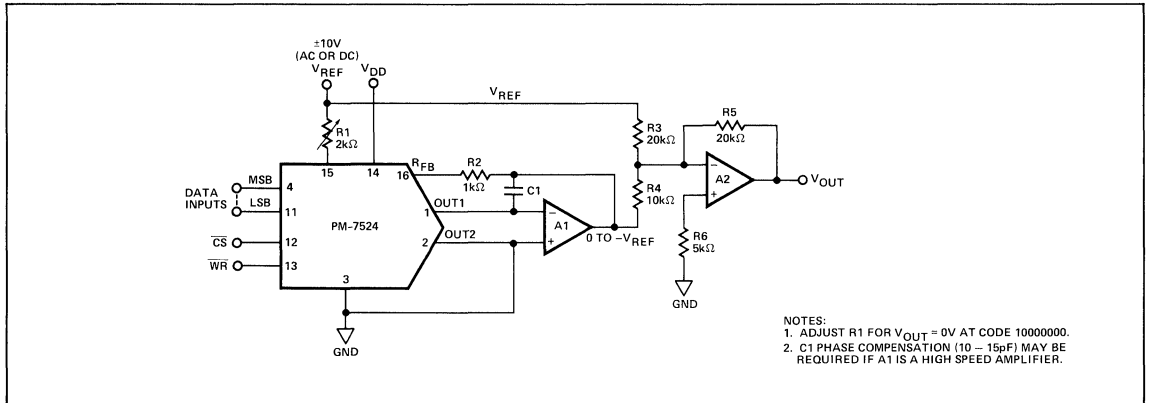 ±10V
(AC OR DC)
VREF
VDD
VREF
R1
2kΩ
R3
20kΩ
R5
20kΩ
15
14
RFB
16
R2
1kΩ
C1
MSB
4
DATA
INPUTS
LSB
11
PM-7524
1
OUT1
2
OUT2
CS
12
WR
13
3
GND
−
A1
+
0 TO −VREF
R4
10kΩ
−
A2
+
VOUT
R6
5kΩ
GND
NOTES:
1. ADJUST R1 FOR VOUT = 0V AT CODE 10000000.
2. C1 PHASE COMPENSATION (10 – 15pF) MAY BE
REQUIRED IF A1 IS A HIGH SPEED AMPLIFIER.